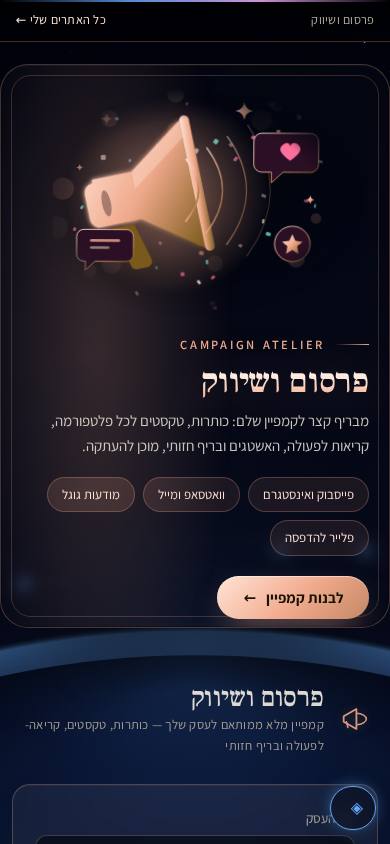 פרסום ושיווק
כל האתרים שלי ←
CAMPAIGN ATELIER
פרסום ושיווק
מבריף קצר לקמפיין שלם: כותרות, טקסטים לכל פלטפורמה,
קריאות לפעולה, האשטגים ובריף חזותי, מוכן להעתקה.
פייסבוק ואינסטגרם
וואטסאפ ומייל
מודעות גוגל
פלייר להדפסה
לבנות קמפיין ←
פרסום ושיווק
קמפיין מלא ממותאם לעסק שלך — כותרות, טקסטים, קריאה-
לפעולה ובריף חזותי
העסק